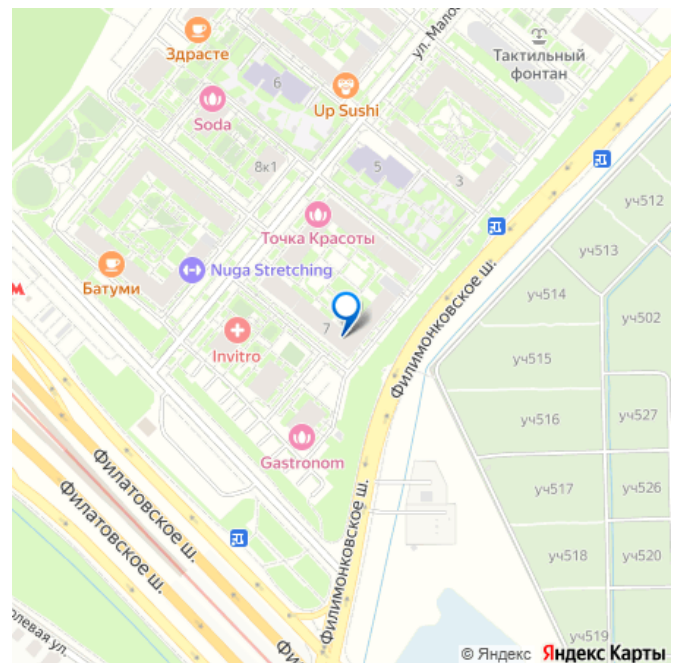 Здрасте
6
Soda
Up Sushi
ул. Мало
Тактильный
фонтан
8к1
5
3
уч512
уч513
Точка Красоты
Nuga Stretching
Батуми
М
уч514
уч502
7
Invitro
Филимонковское ш.
уч515
уч516
уч527
Gastronom
Филатовское ш.
Филатовское ш.
Филимонковское ш.
уч517
уч526
уч518
уч520
олевая ул.
Фи
уч519
© Яндекс Яндекс Карты